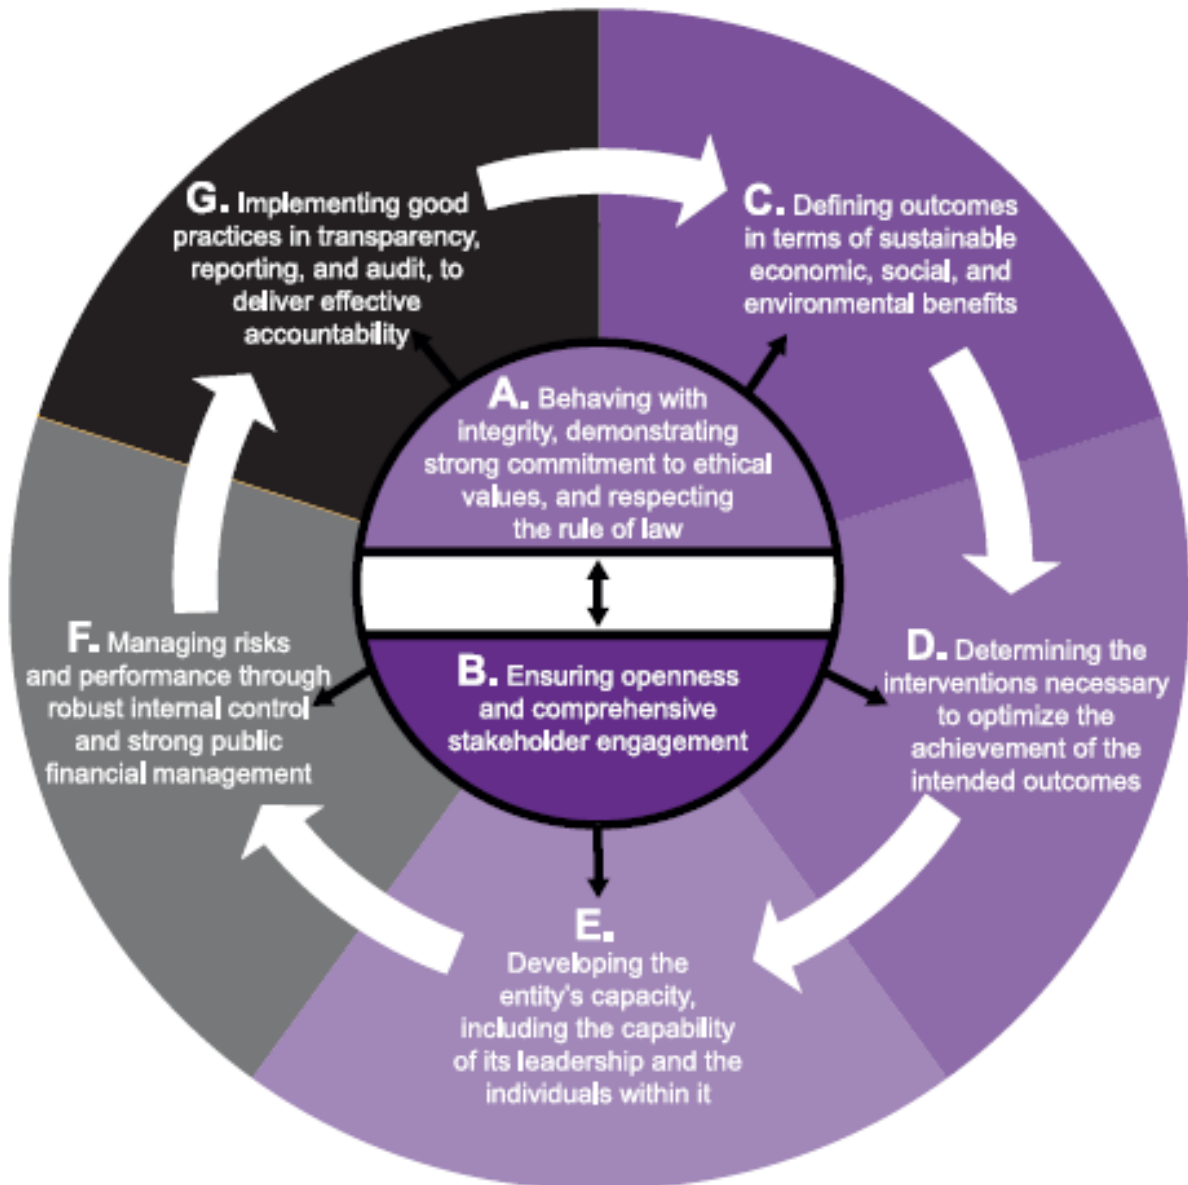 G. Implementing good
practices in transparency,
reporting, and audit, to
deliver effective
accountability
C. Defining outcomes
in terms of sustainable
economic, social, and
environmental benefits
A. Behaving with
integrity, demonstrating
strong commitment to ethical
values, and respecting
the rule of law
B. Ensuring openness
and comprehensive
stakeholder engagement
D. Determining the
interventions necessary
to optimize the
achievement of the
intended outcomes
E.
Developing the
entity's capacity,
including the capability
of its leadership and the
individuals within it
F. Managing risks
and performance through
robust internal control
and strong public
financial management